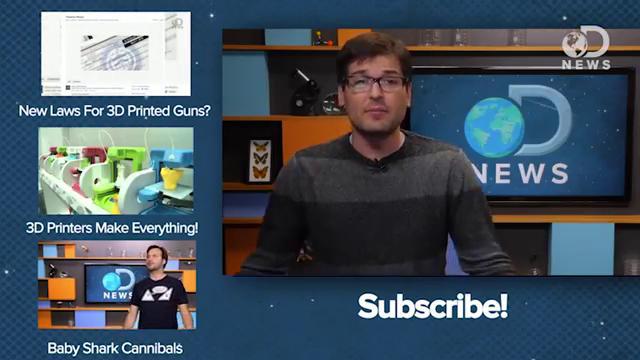 New Laws For 3D Printed Guns?
3D Printers Make Everything!
D NEWS
Baby Shark Cannibals
D NEWS
D NEWS
Subscribe!